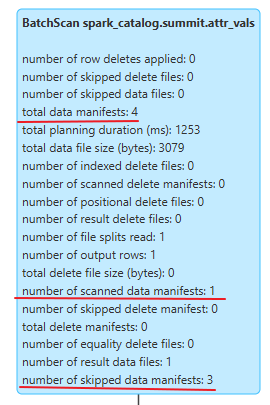 BatchScan spark_catalog.summit.attr_vals
number of row deletes applied: 0
number of skipped delete files: 0
number of skipped data files: 0
total data manifests: 4
total planning duration (ms): 1253
total data file size (bytes): 3079
number of indexed delete files: 0
number of scanned delete manifests: 0
number of positional delete files: 0
number of result delete files: 0
number of file splits read: 1
number of output rows: 1
total delete file size (bytes): 0
number of scanned data manifests: 1
number of skipped delete manifest: 0
total delete manifests: 0
number of equality delete files: 0
number of result data files: 1
number of skipped data manifests: 3